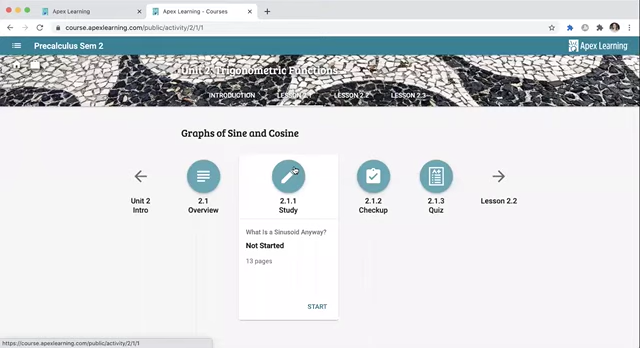 Apex Learning
Apex Learning - Courses
course.apexlearning.com/public/activity/2/1/1
Precalculus Sem 2
Apex Learning
Unit 2: Trigonometric Functions
INTRODUCTION
LESSON 2.1
LESSON 2.2
LESSON 2.3
Graphs of Sine and Cosine
Unit 2
Intro
2.1
Overview
2.1.1
Study
2.1.2
Checkup
2.1.3
Quiz
Lesson 2.2
What Is a Sinusoid Anyway?
Not Started
13 pages
START
https://course.apexlearning.com/public/activity/2/1/1